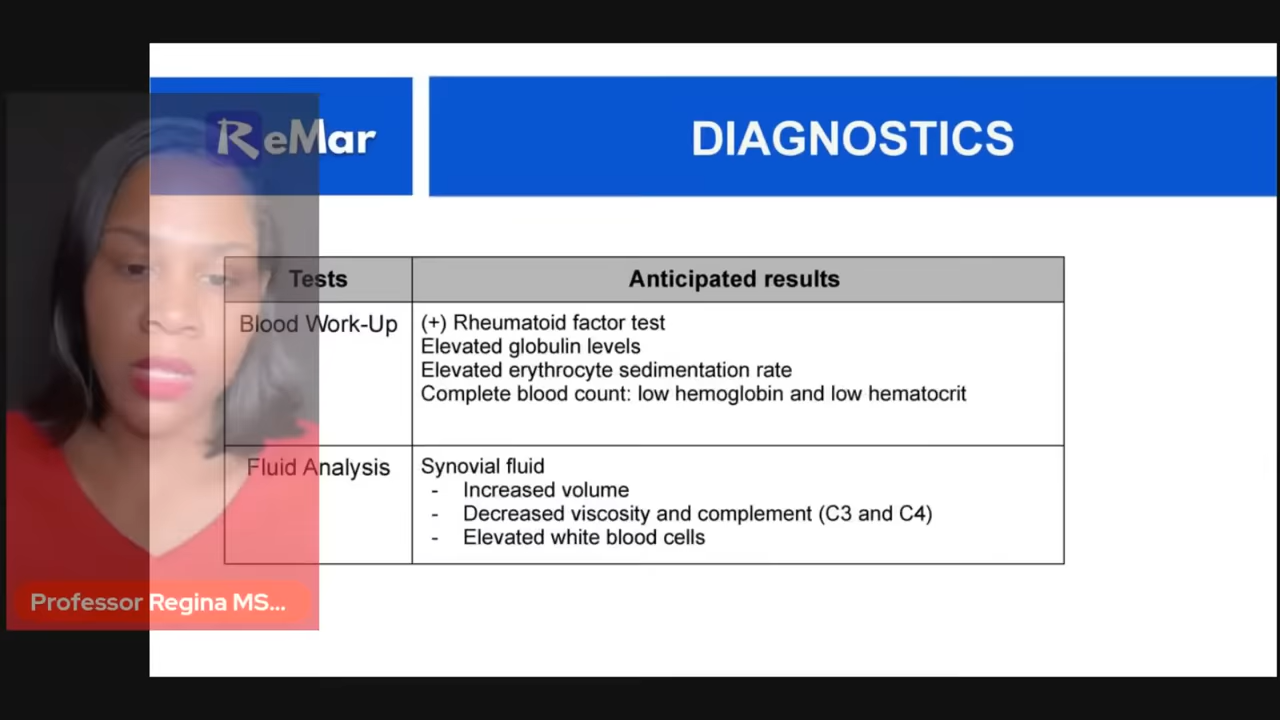 ReMar
DIAGNOSTICS
Tests
Anticipated results
Blood Work-Up
(+) Rheumatoid factor test
Elevated globulin levels
Elevated erythrocyte sedimentation rate
Complete blood count: low hemoglobin and low hematocrit
Fluid Analysis
Synovial fluid
- Increased volume
- Decreased viscosity and complement (C3 and C4)
- Elevated white blood cells
Professor Regina MS...